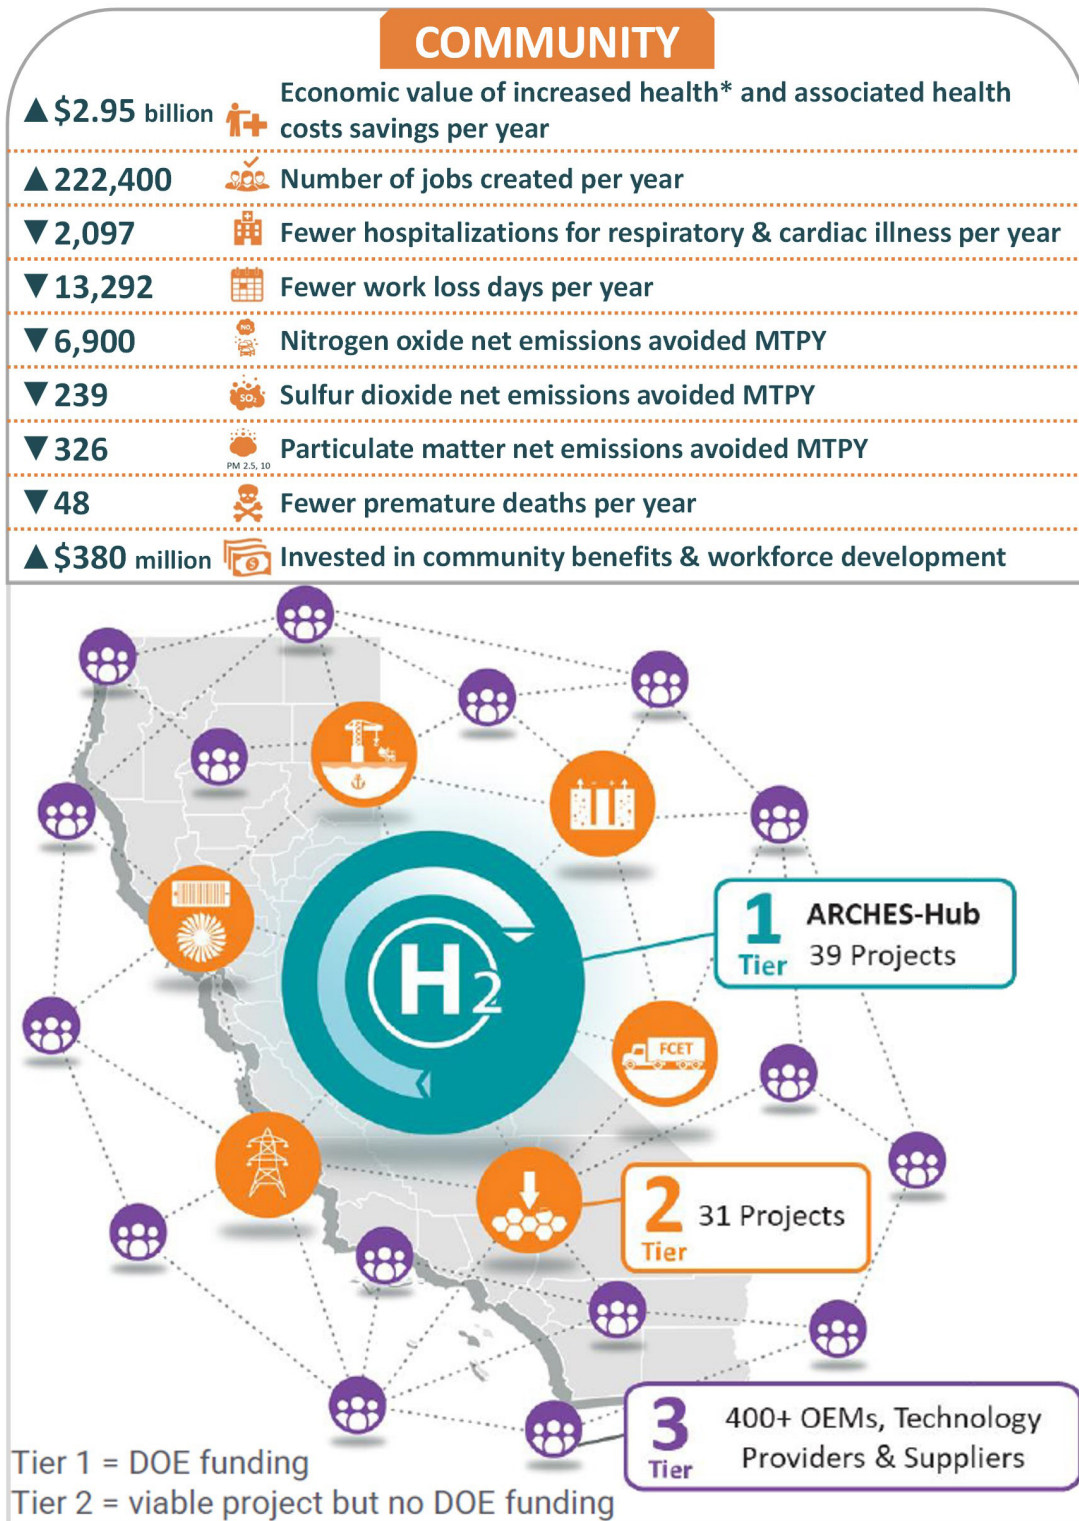 COMMUNITY
▲$2.95 billion
Economic value of increased health* and associated health
costs savings per year
▲222,400
Number of jobs created per year
▼2,097
Fewer hospitalizations for respiratory & cardiac illness per year
▼13,292
Fewer work loss days per year
▼6,900
NOx
Nitrogen oxide net emissions avoided MTPY
▼239
SO₂
Sulfur dioxide net emissions avoided MTPY
▼326
PM 2.5, 10
Particulate matter net emissions avoided MTPY
▼48
Fewer premature deaths per year
▲$380 million
Invested in community benefits & workforce development
H2
1
Tier
ARCHES-Hub
39 Projects
FCET
2
Tier
31 Projects
3
Tier
400+ OEMs, Technology
Providers & Suppliers
Tier 1 = DOE funding
Tier 2 = viable project but no DOE funding